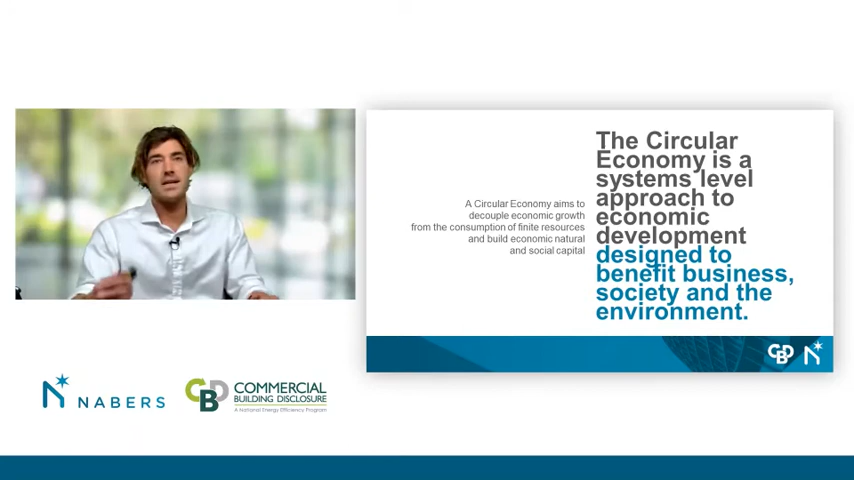 The Circular
Economy is a
systems level
approach to
economic
development
designed to
benefit business,
society and the
environment.
A Circular Economy aims to
decouple economic growth
from the consumption of finite resources
and build economic natural
and social capital
CBD
N
NABERS
CBD
COMMERCIAL
BUILDING DISCLOSURE
A National Energy Efficiency Program